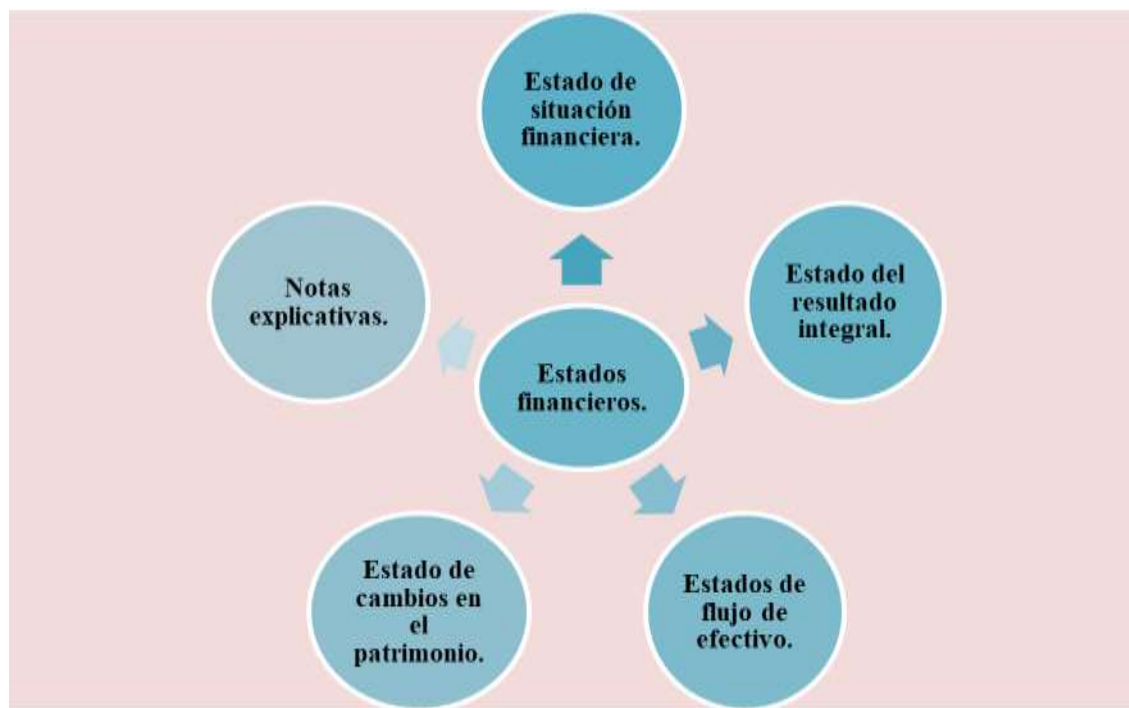 Estado de
situación
financiera.
Notas
explicativas.
Estado del
resultado
integral.
Estados
financieros.
Estado de
cambios en
el
patrimonio.
Estados de
flujo de
efectivo.